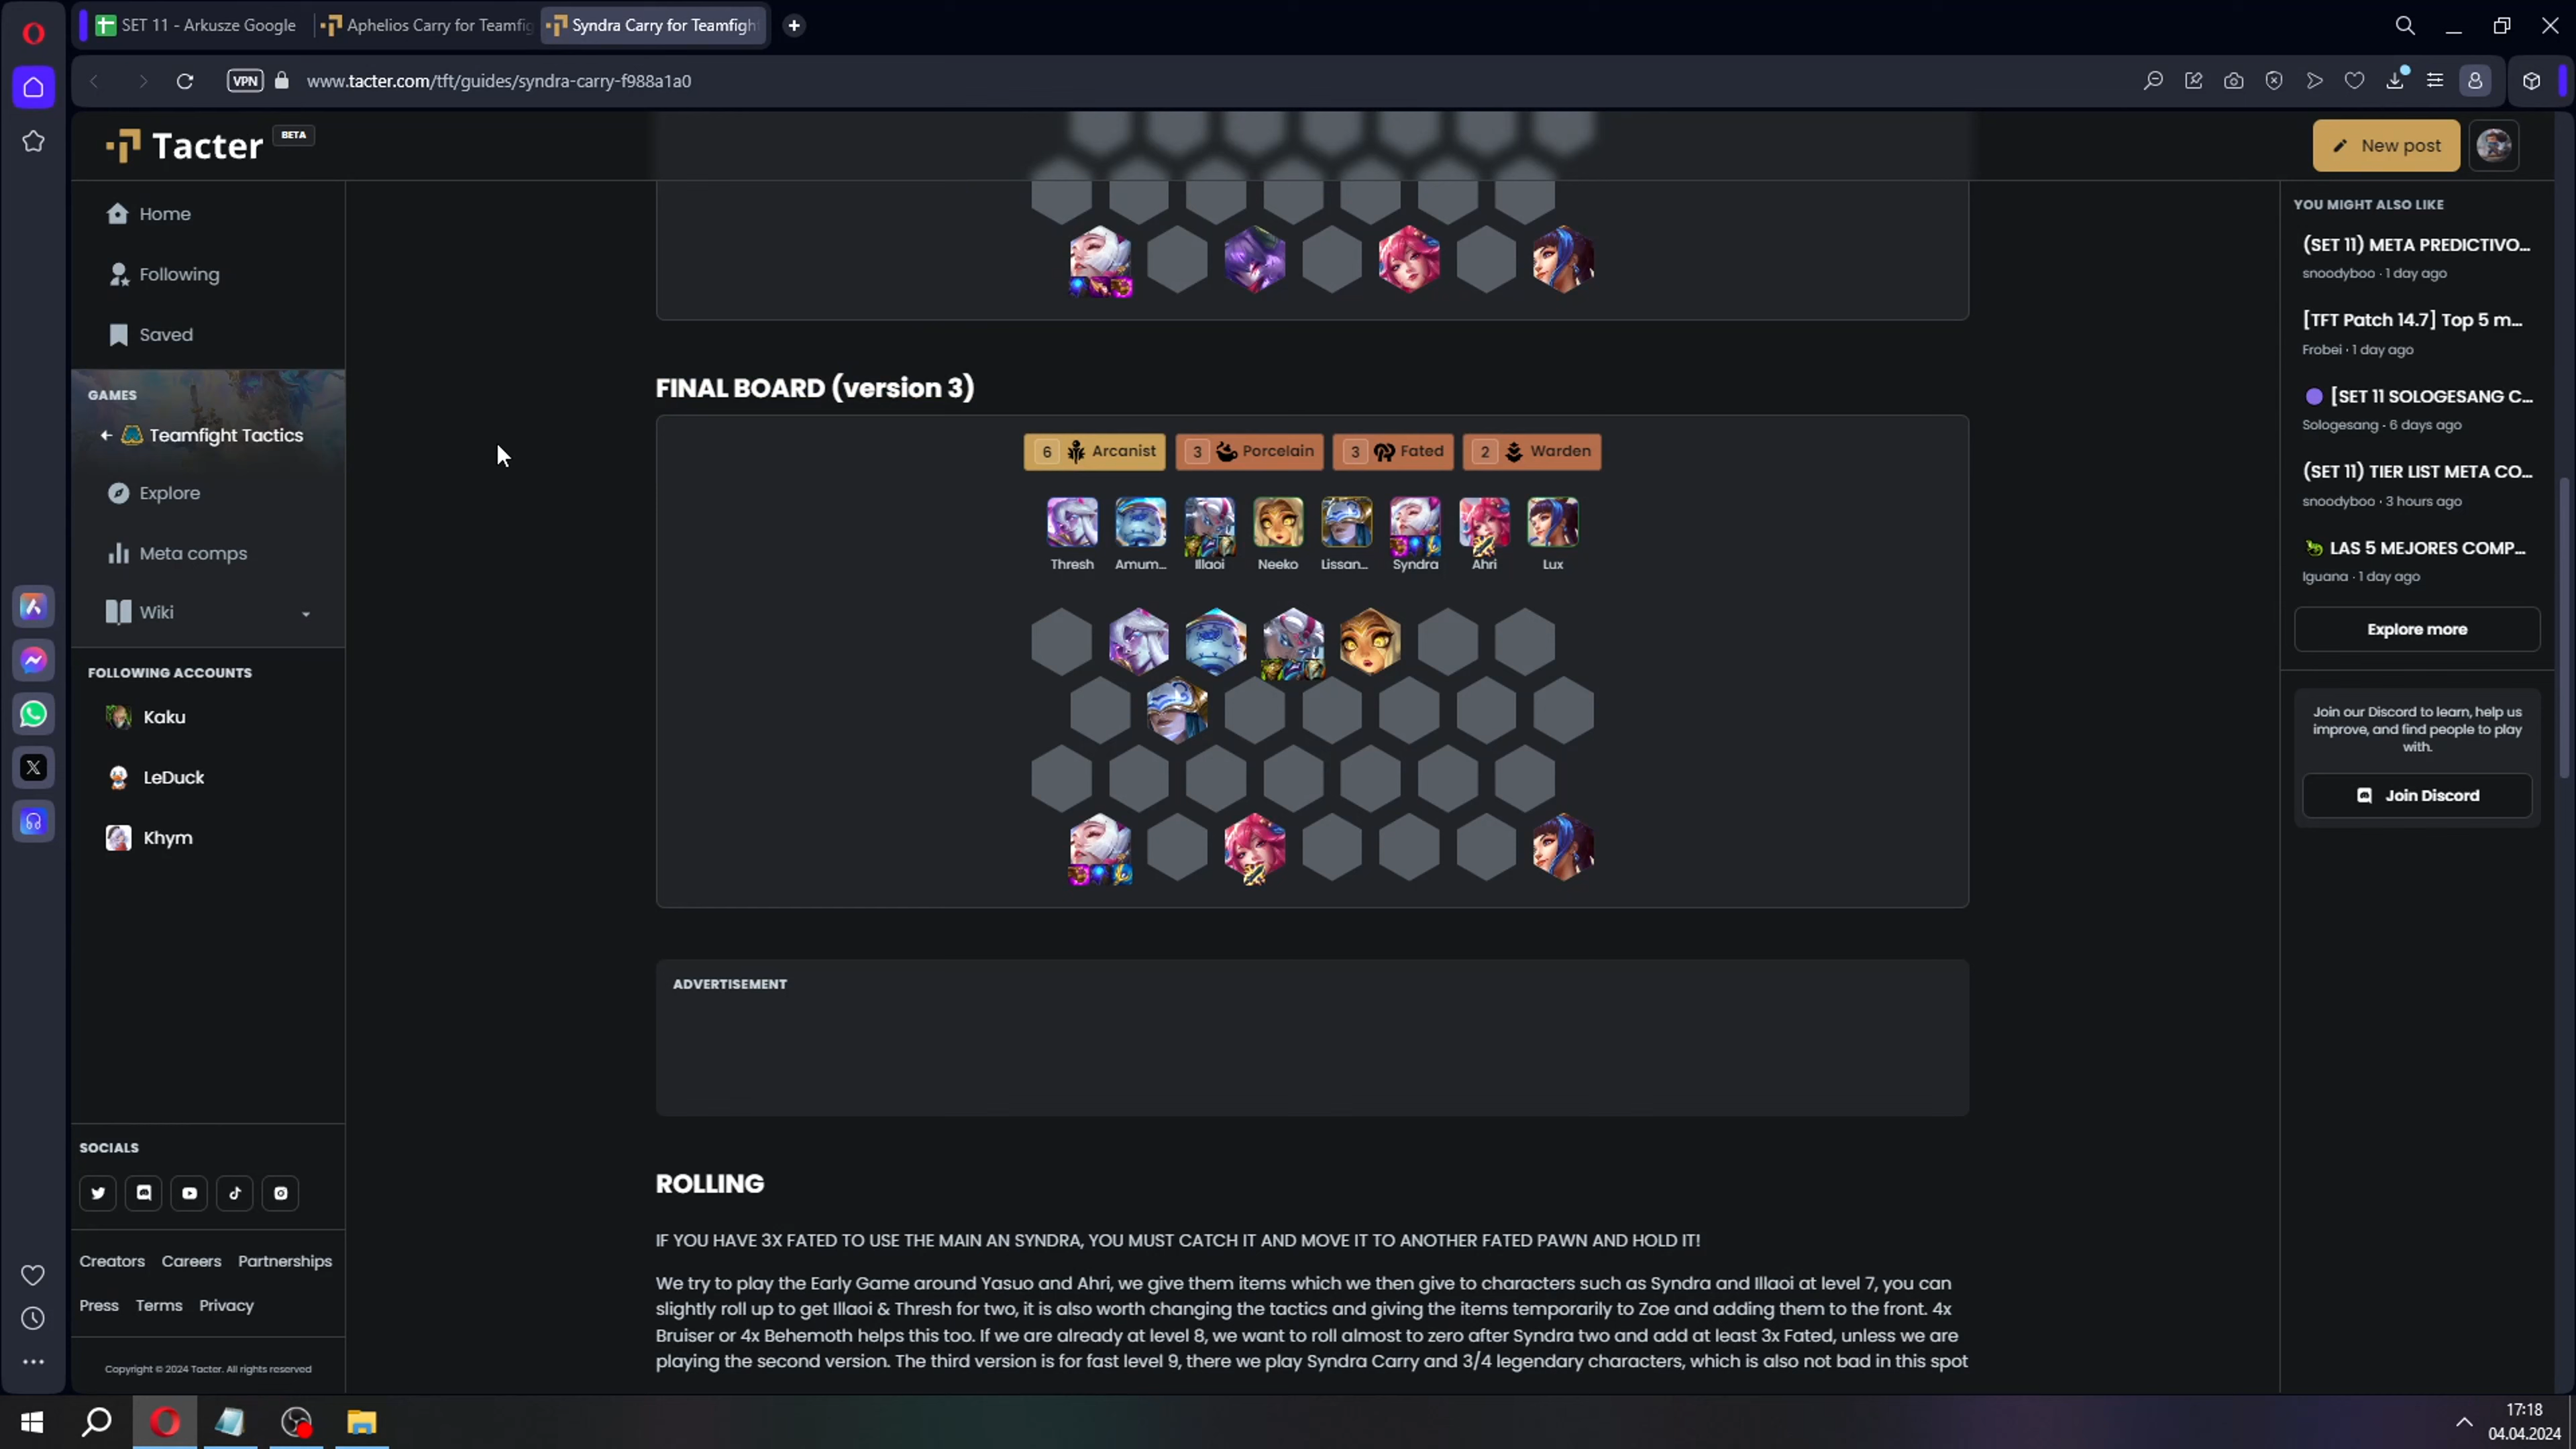 SET 11 - Arkusze Google
Aphelios Carry for Teamfig
Syndra Carry for Teamfight
VPN
www.tacter.com/tft/guides/syndra-carry-f988a1a0
Tacter
BETA
New post
Home
Following
Saved
GAMES
Teamfight Tactics
Explore
Meta comps
Wiki
FOLLOWING ACCOUNTS
Kaku
LeDuck
Khym
SOCIALS
Creators Careers Partnerships
Press Terms Privacy
Copyright © 2024 Tacter. All rights reserved
FINAL BOARD (version 3)
6 Arcanist 3 Porcelain 3 Fated 2 Warden
Thresh Amum... Illaoi Neeko Lissan... Syndra Ahri Lux
ADVERTISEMENT
ROLLING
IF YOU HAVE 3X FATED TO USE THE MAIN AN SYNDRA, YOU MUST CATCH IT AND MOVE IT TO ANOTHER FATED PAWN AND HOLD IT!
We try to play the Early Game around Yasuo and Ahri, we give them items which we then give to characters such as Syndra and Illaoi at level 7, you can
slightly roll up to get Illaoi & Thresh for two, it is also worth changing the tactics and giving the items temporarily to Zoe and adding them to the front. 4x
Bruiser or 4x Behemoth helps this too. If we are already at level 8, we want to roll almost to zero after Syndra two and add at least 3x Fated, unless we are
playing the second version. The third version is for fast level 9, there we play Syndra Carry and 3/4 legendary characters, which is also not bad in this spot
YOU MIGHT ALSO LIKE
(SET 11) META PREDICTIVO...
snoodyboo · 1 day ago
[TFT Patch 14.7] Top 5 m...
Frobei · 1 day ago
[SET 11 SOLOGESANG C...
Sologesang · 6 days ago
(SET 11) TIER LIST META CO...
snoodyboo · 3 hours ago
LAS 5 MEJORES COMP...
Iguana · 1 day ago
Explore more
Join our Discord to learn, help us
improve, and find people to play
with.
Join Discord
17:18
04.04.2024